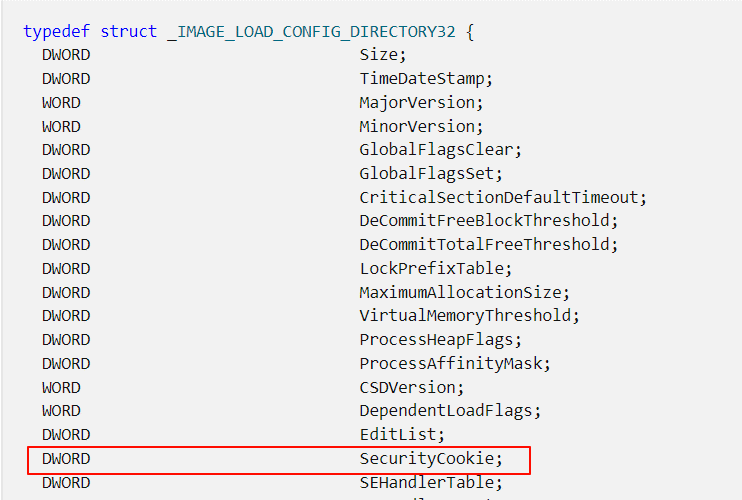 typedef struct _IMAGE_LOAD_CONFIG_DIRECTORY32 {
DWORD Size;
DWORD TimeDateStamp;
WORD MajorVersion;
WORD MinorVersion;
DWORD GlobalFlagsClear;
DWORD GlobalFlagsSet;
DWORD CriticalSectionDefaultTimeout;
DWORD DeCommitFreeBlockThreshold;
DWORD DeCommitTotalFreeThreshold;
DWORD LockPrefixTable;
DWORD MaximumAllocationSize;
DWORD VirtualMemoryThreshold;
DWORD ProcessHeapFlags;
DWORD ProcessAffinityMask;
WORD CSDVersion;
WORD DependentLoadFlags;
DWORD EditList;
DWORD SecurityCookie;
DWORD SEHandlerTable;